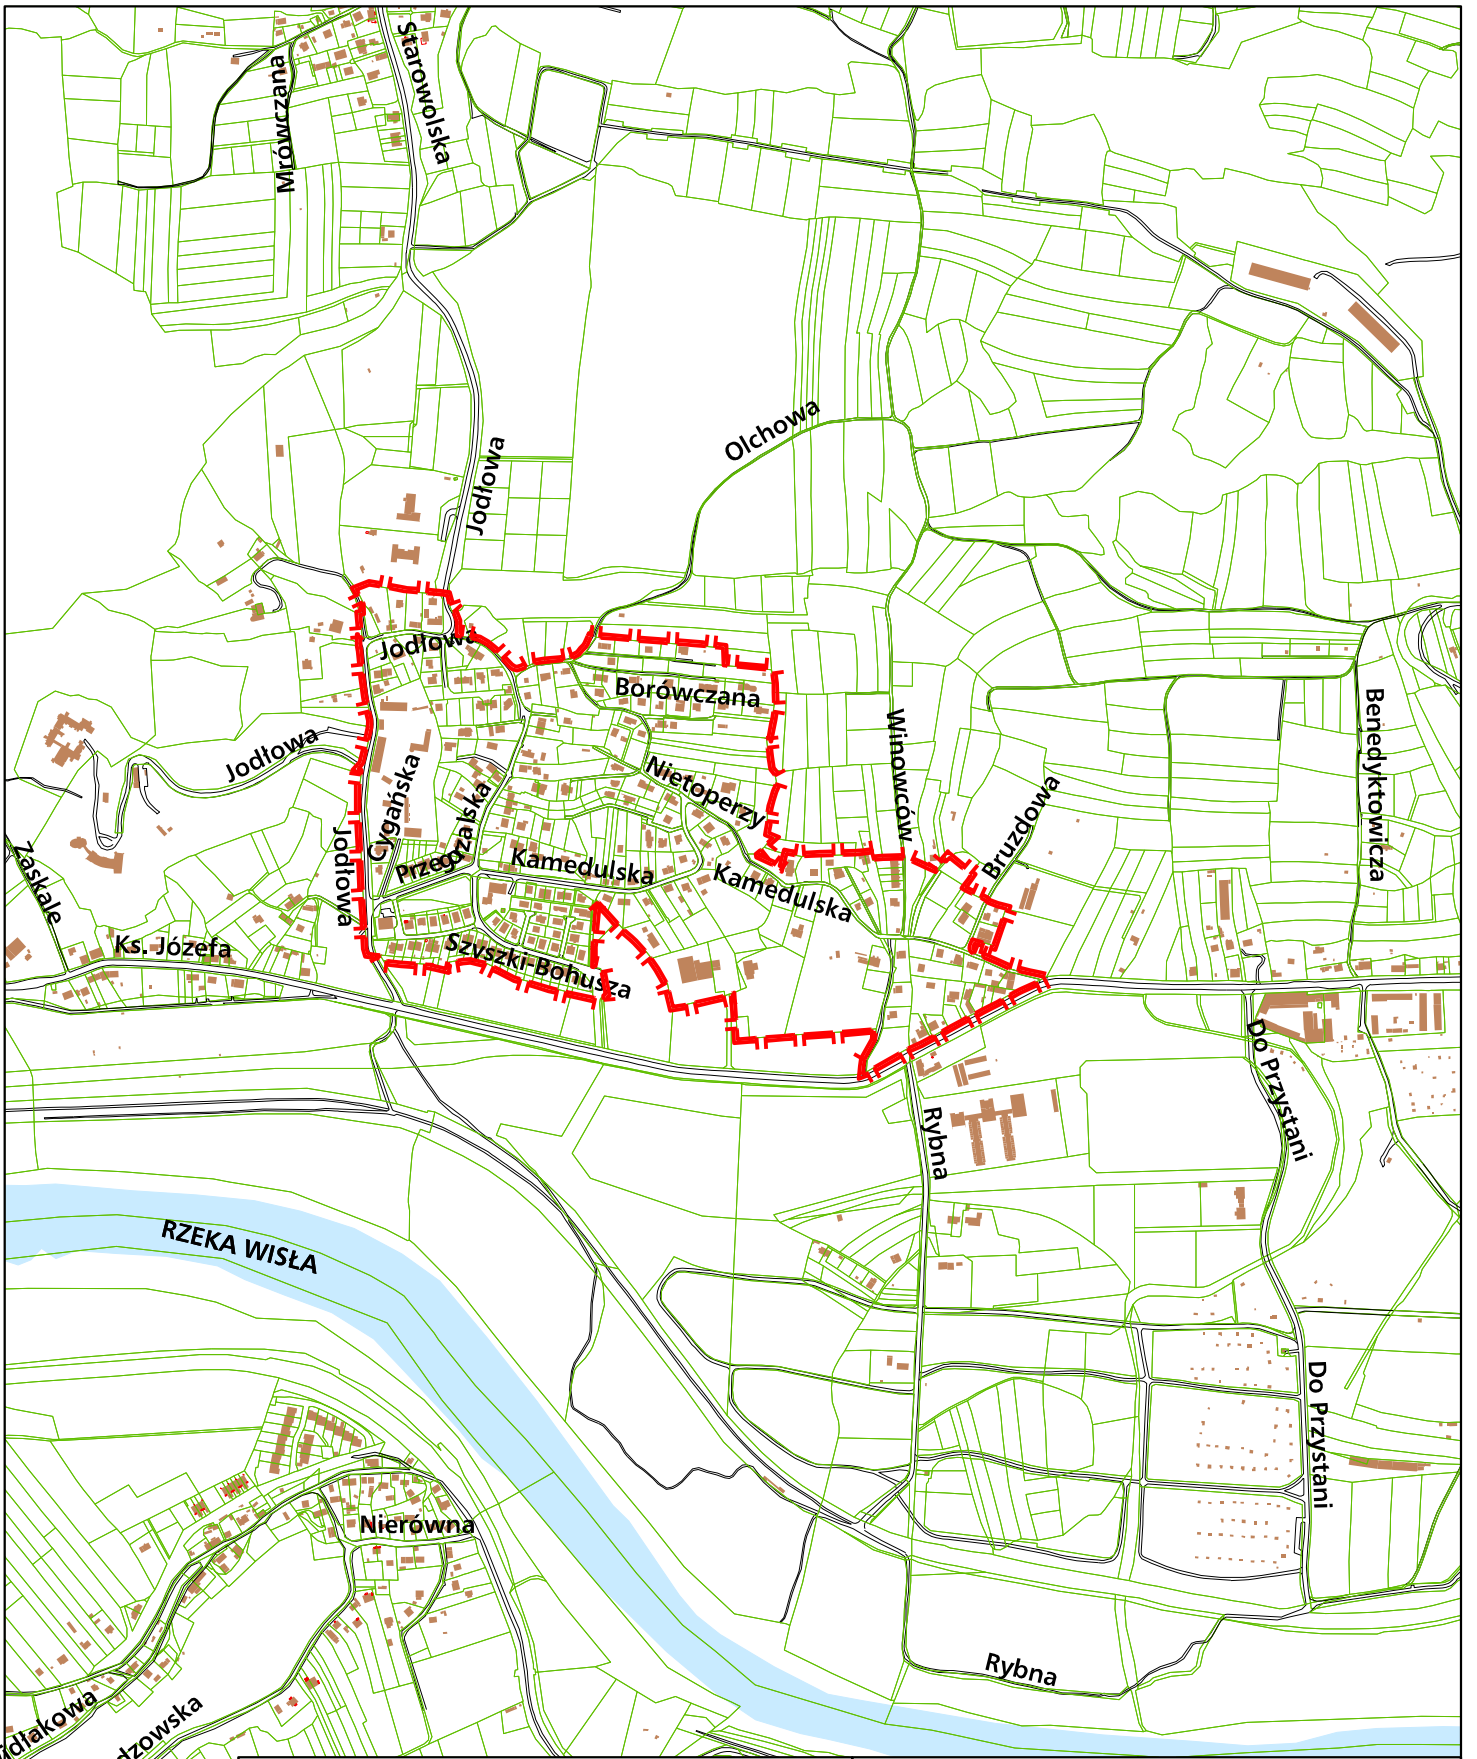 Starowolska
Mrówczana
Olchowa
Jodłowa
Jodłowa
Borówczana
Benedyktowicza
Winowców
Jodłowa
Nietoperzy
Cygańska
Bruzdowa
Przegorzalska
Jodłowa
Kamedulska
Kamedulska
Zaskale
Ks. Józefa
Szyszki-Bohusza
Do Przystani
Rybna
RZEKA WISŁA
Do Przystani
Nierówna
Rybna